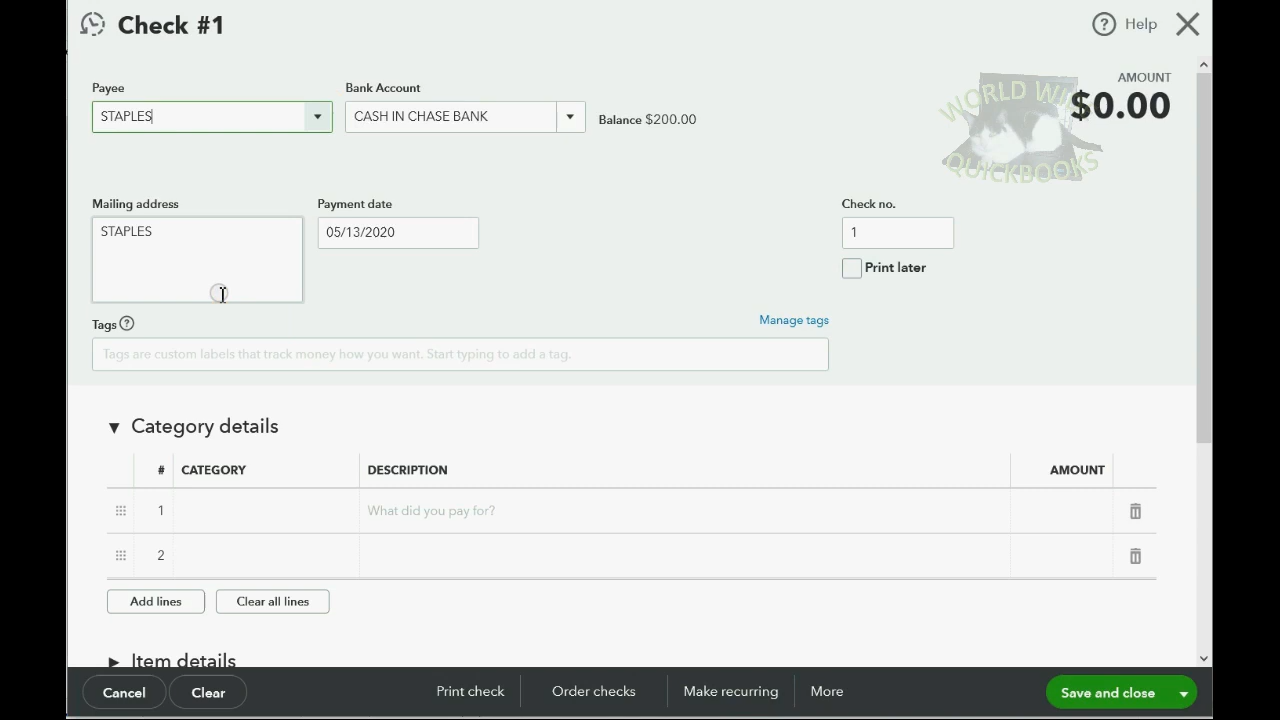 Check #1
Help
Payee
Bank Account
AMOUNT
STAPLES
CASH IN CHASE BANK
Balance $200.00
$0.00
WORLD WIDE
QUICKBOOKS
Mailing address
Payment date
Check no.
STAPLES
05/13/2020
1
Print later
Tags
Manage tags
Tags are custom labels that track money how you want. Start typing to add a tag.
Category details
# CATEGORY DESCRIPTION AMOUNT
1 What did you pay for?
2
Add lines
Clear all lines
Item details
Cancel
Clear
Print check
Order checks
Make recurring
More
Save and close